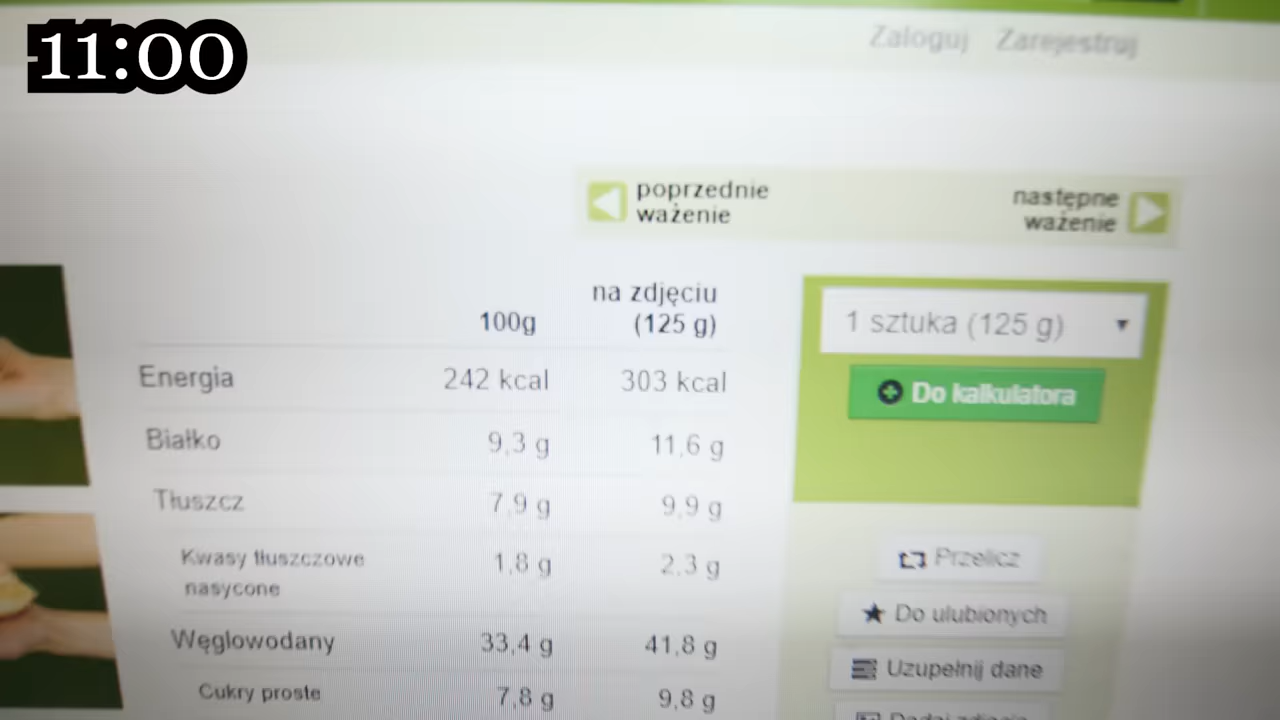 -11:00
Zaloguj Zarejestruj
poprzednie
ważenie
następne
ważenie
100g
na zdjęciu
(125 g)
1 sztuka (125 g)
Do kalkulatora
Energia 242 kcal 303 kcal
Białko 9,3 g 11,6 g
Tłuszcz 7,9 g 9,9 g
Kwasy tłuszczowe
nasycone
1,8 g 2,3 g
Węglowodany 33,4 g 41,8 g
Cukry proste 7,8 g 9,8 g
Przelicz
Do ulubionych
Uzupełnij dane